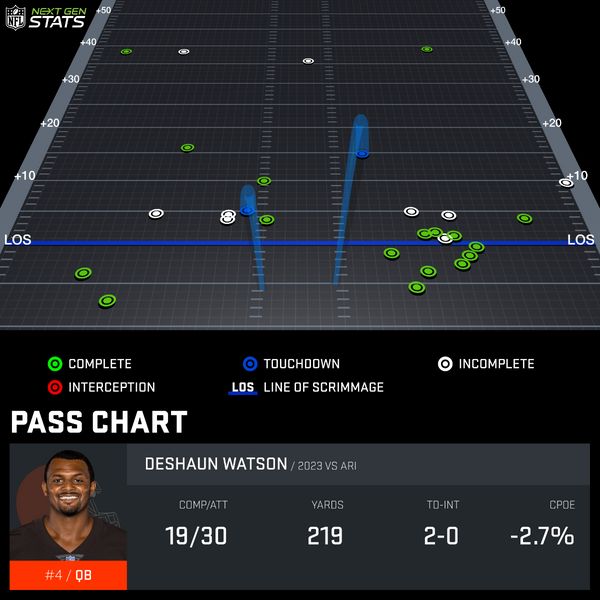 NFL NEXT GEN STATS
+50 +50
+40 +40
+30 +30
+20 +20
+10 +10
LOS LOS
COMPLETE TOUCHDOWN INCOMPLETE
INTERCEPTION LOS LINE OF SCRIMMAGE
PASS CHART
DESHAUN WATSON / 2023 VS ARI
COMP/ATT YARDS TD-INT CPOE
19/30 219 2-0 -2.7%
#4 / QB